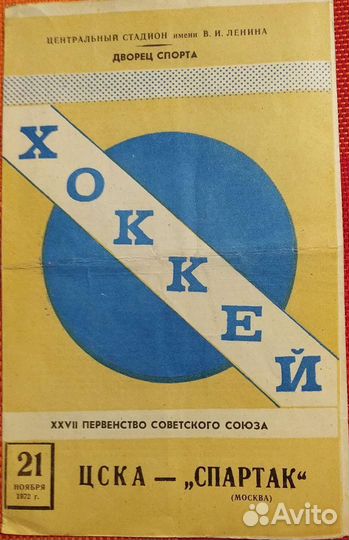 ЦЕНТРАЛЬНЫЙ СТАДИОН имени В. И. ЛЕНИНА
ДВОРЕЦ СПОРТА
ХОККЕЙ
XXVII ПЕРВЕНСТВО СОВЕТСКОГО СОЮЗА
21
НОЯБРЯ
1972 г.
ЦСКА — „СПАРТАК“
(МОСКВА)
Avito